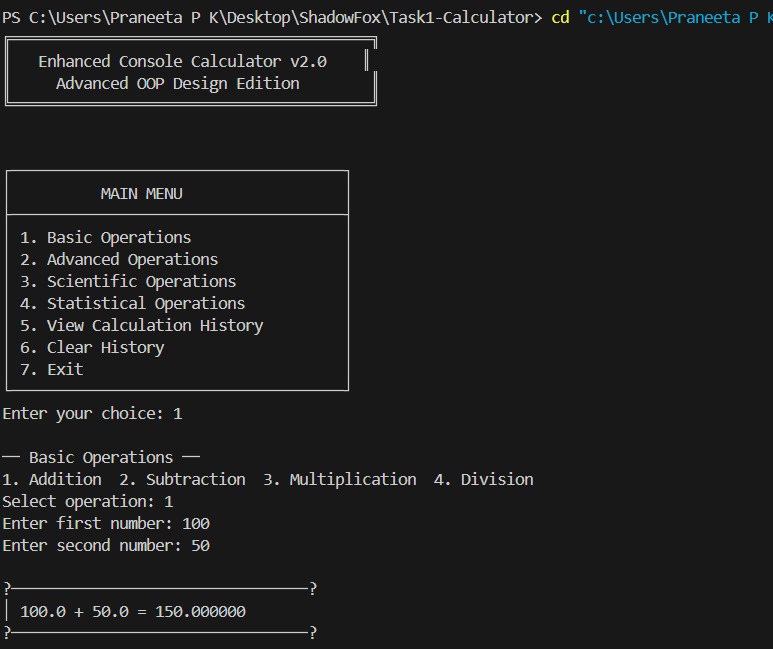 PS C:\Users\Praneeta P K\Desktop\ShadowFox\Task1-Calculator> cd "c:\Users\Praneeta P K
Enhanced Console Calculator v2.0
Advanced OOP Design Edition
MAIN MENU
1. Basic Operations
2. Advanced Operations
3. Scientific Operations
4. Statistical Operations
5. View Calculation History
6. Clear History
7. Exit
Enter your choice: 1
── Basic Operations ──
1. Addition  2. Subtraction  3. Multiplication  4. Division
Select operation: 1
Enter first number: 100
Enter second number: 50
?─────────────────────────────────?
│ 100.0 + 50.0 = 150.000000
?─────────────────────────────────?